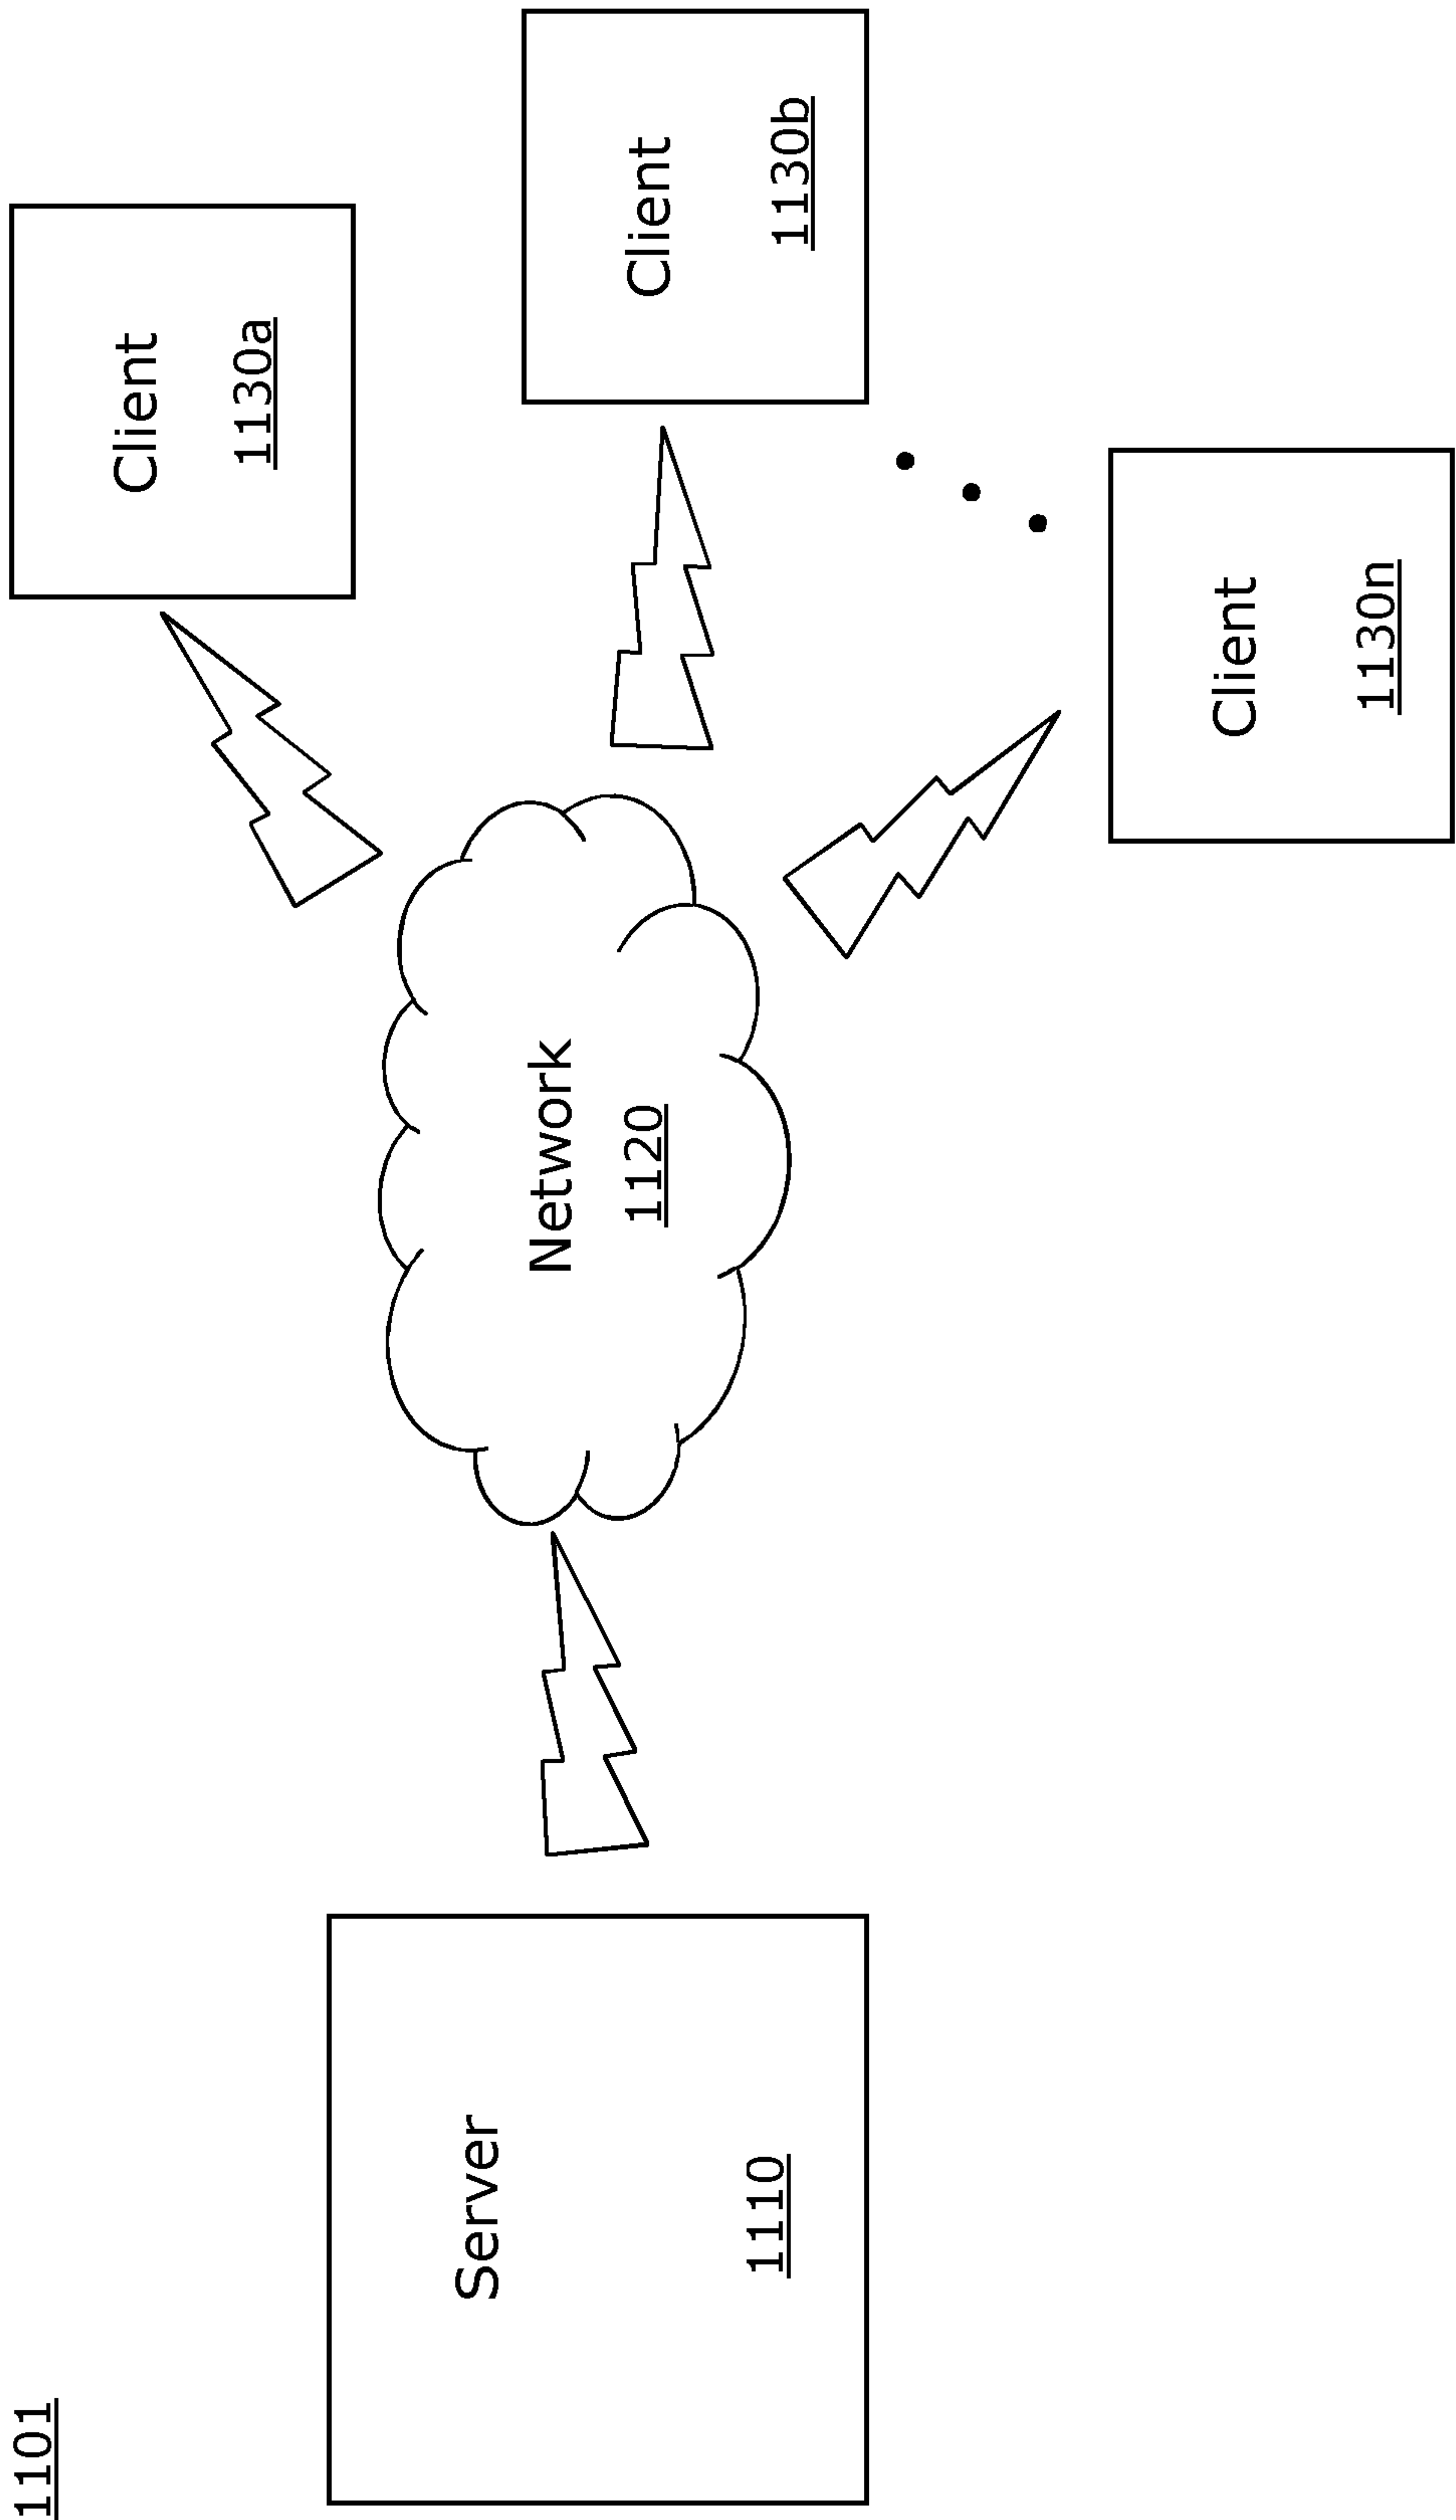 1101
Server
1110
Network
1120
Client
1130a
Client
1130b
Client
1130n